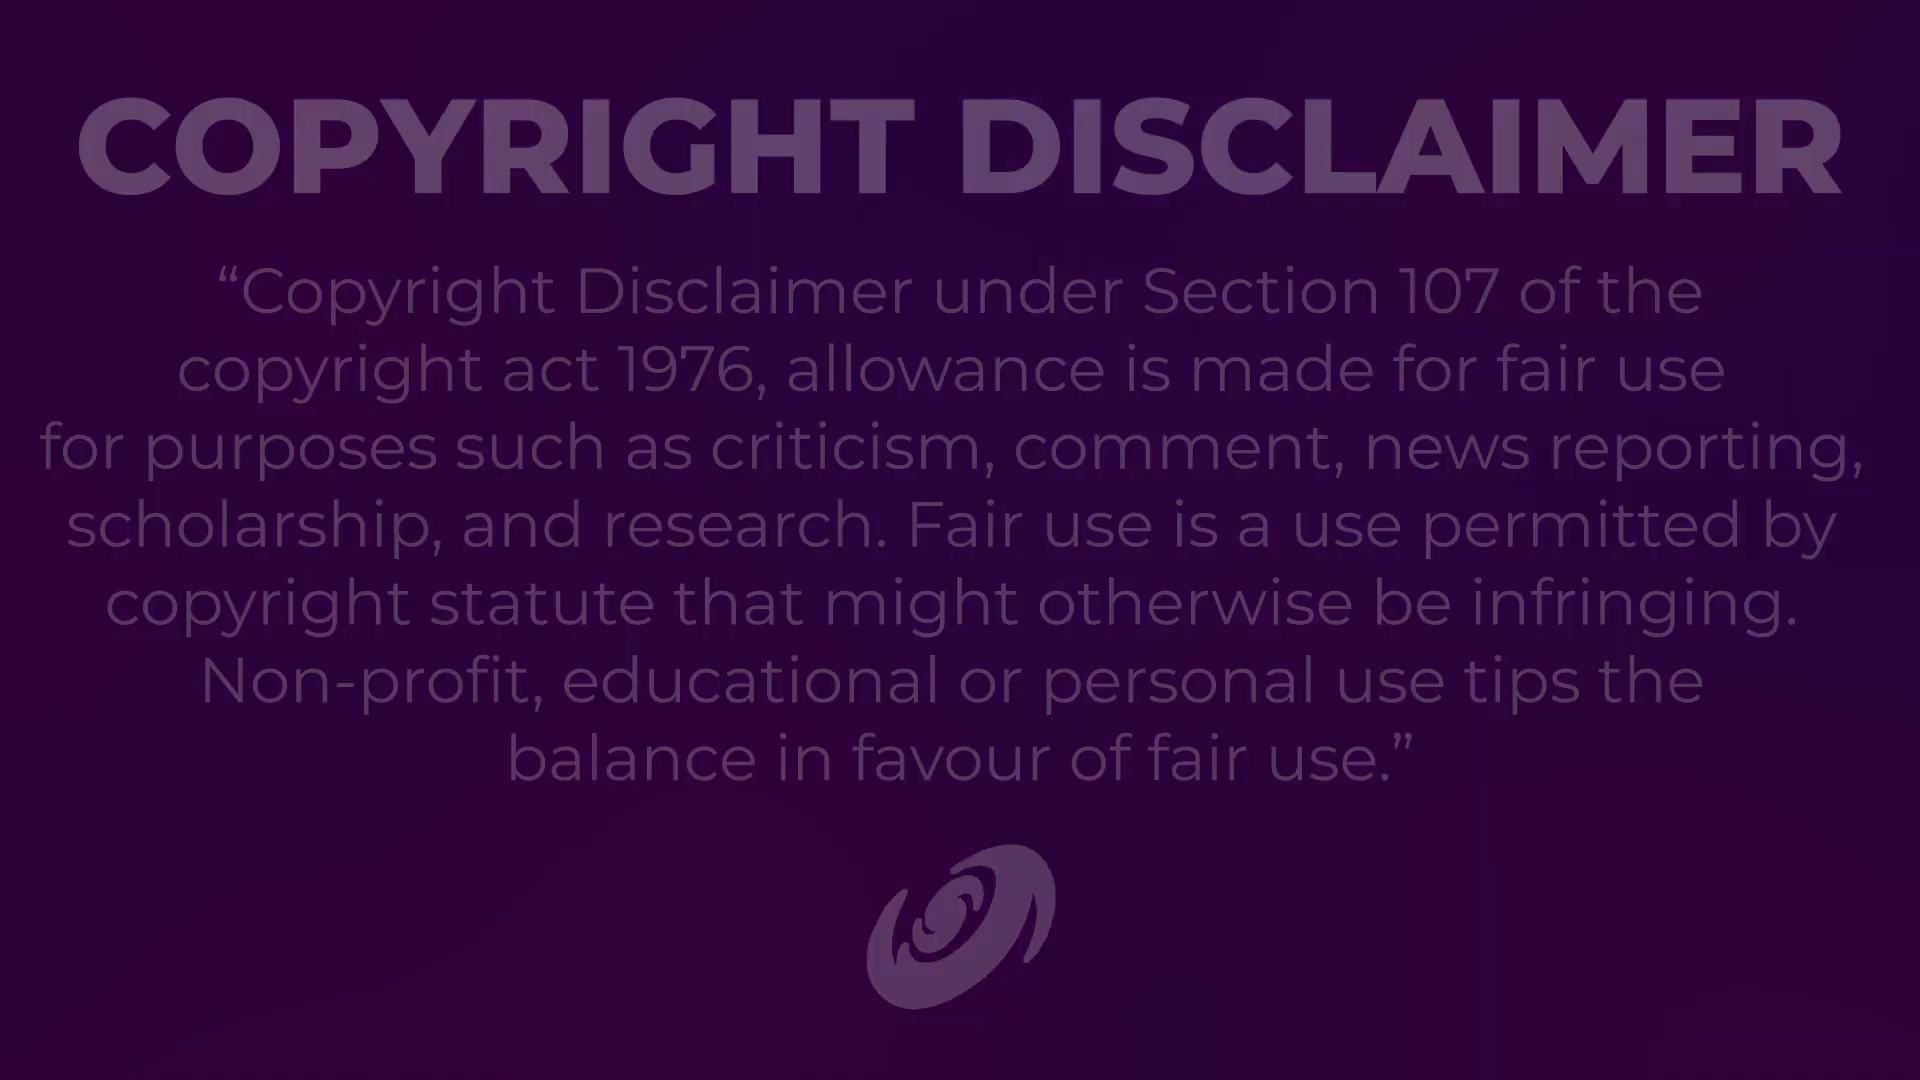 COPYRIGHT DISCLAIMER
“Copyright Disclaimer under Section 107 of the
copyright act 1976, allowance is made for fair use
for purposes such as criticism, comment, news reporting,
scholarship, and research. Fair use is a use permitted by
copyright statute that might otherwise be infringing.
Non-profit, educational or personal use tips the
balance in favour of fair use.”